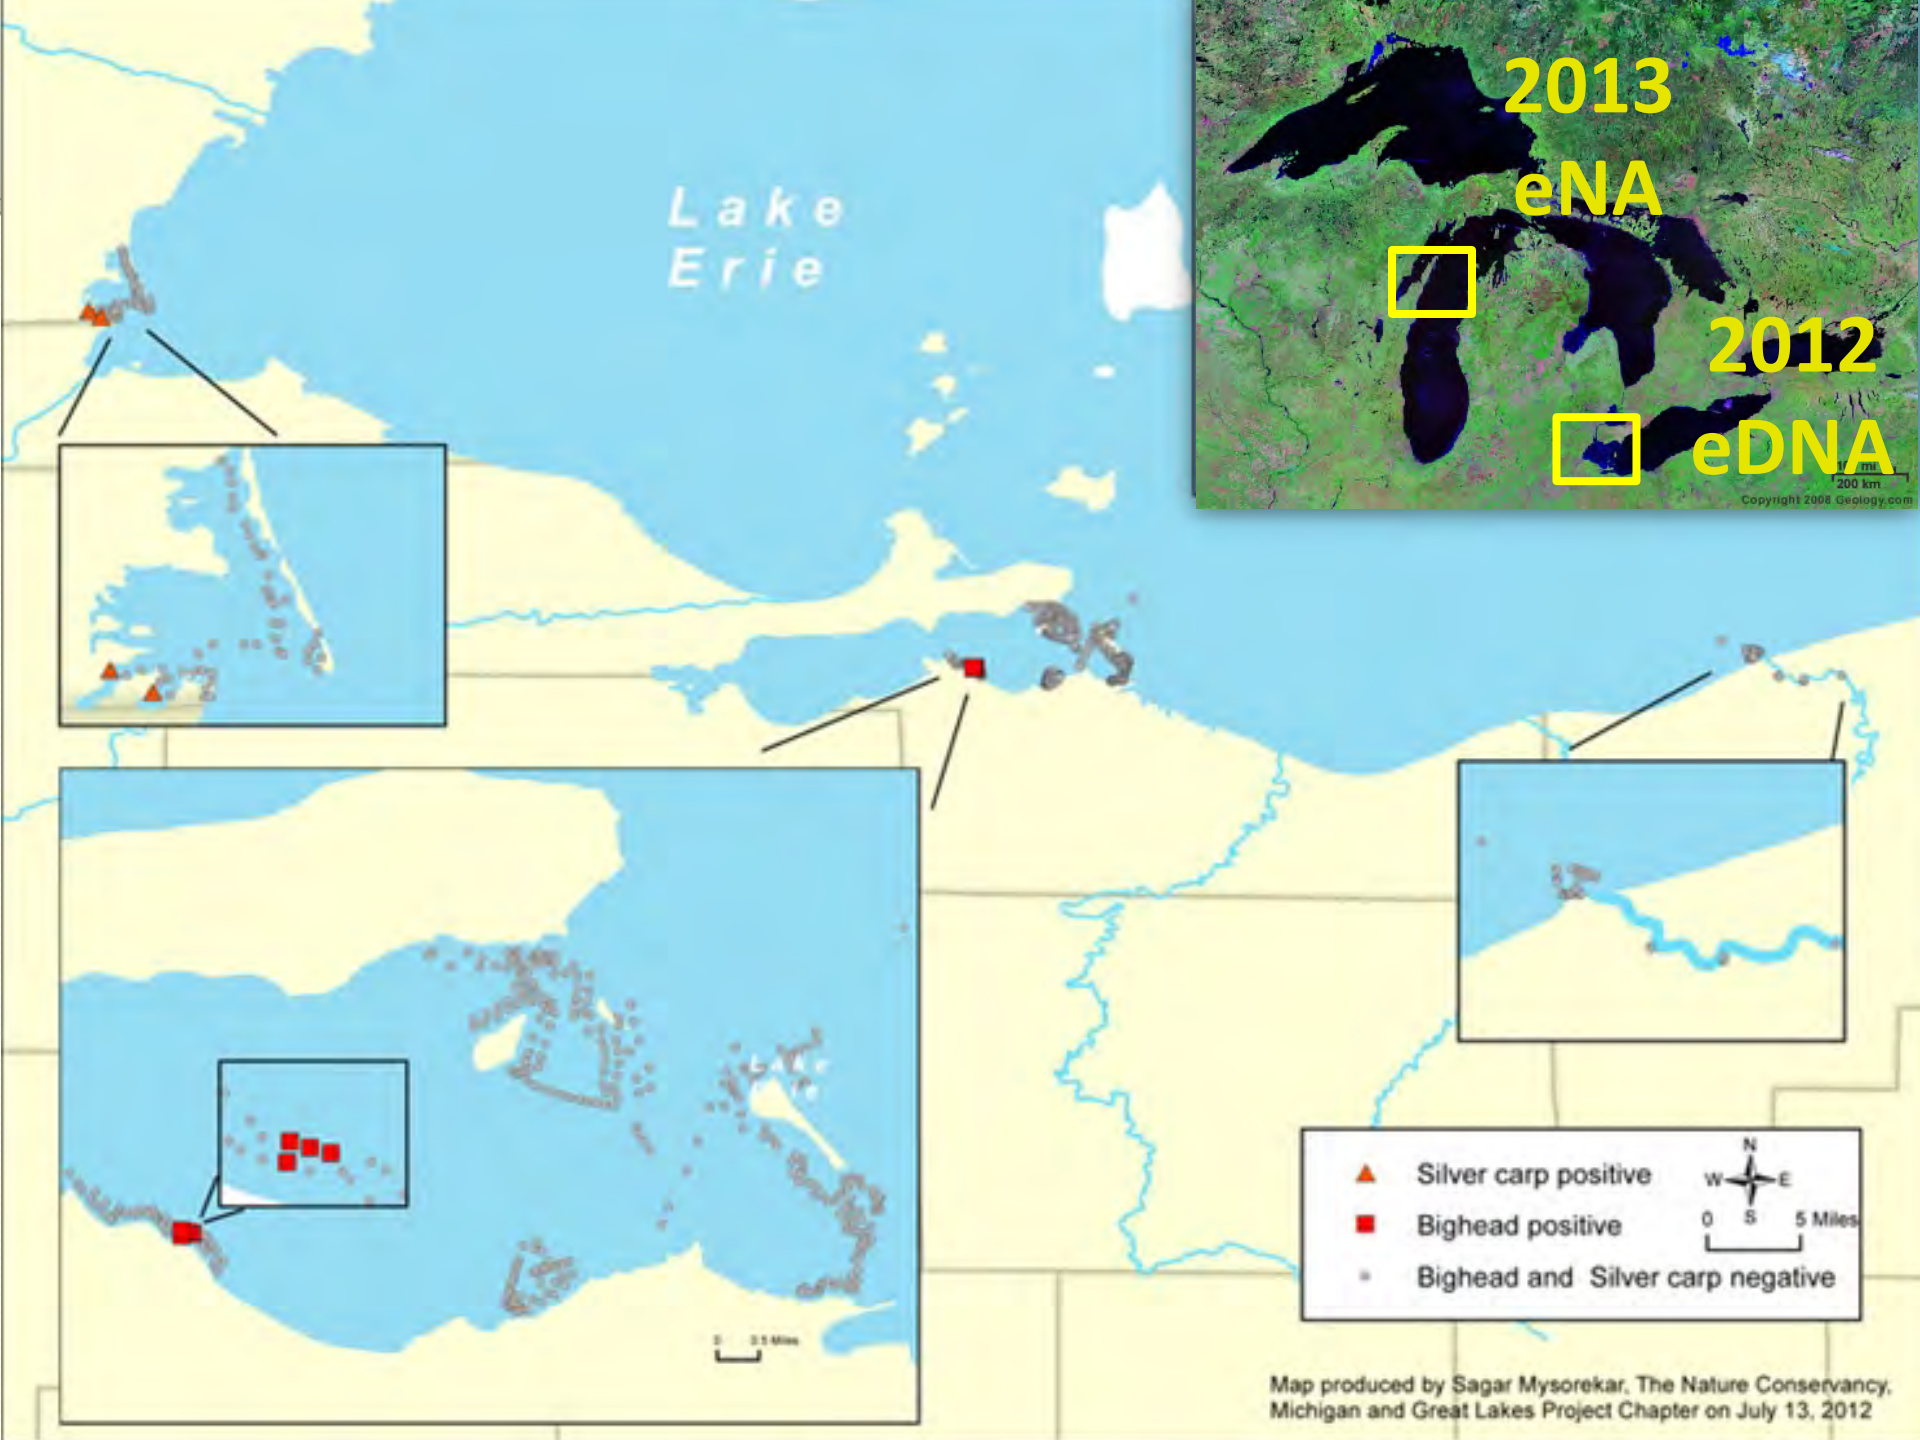 2013
eNA
2012
eDNA
200 km
Copyright 2008 Geology.com
Lake
Erie
Silver carp positive
Bighead positive
Bighead and Silver carp negative
N
W E
S
0 5 Miles
Map produced by Sagar Mysorekar, The Nature Conservancy,
Michigan and Great Lakes Project Chapter on July 13, 2012